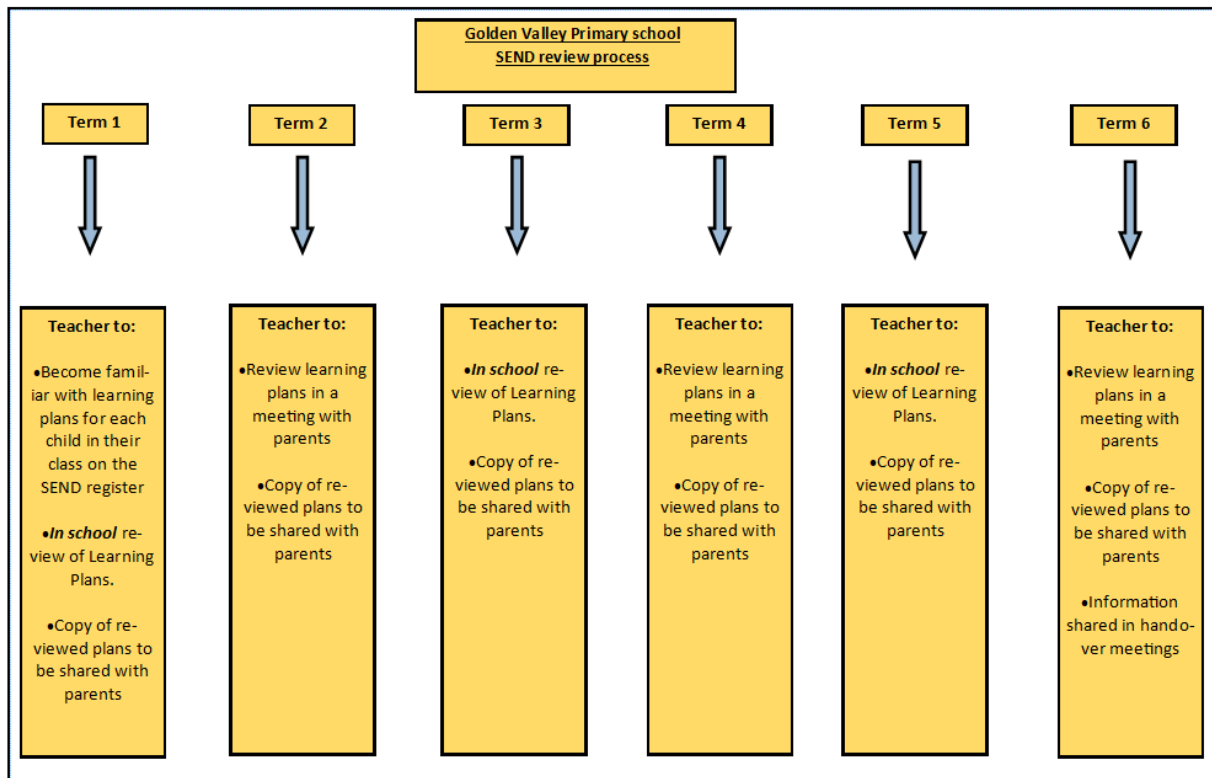 Golden Valley Primary school
SEND review process
Term 1
Term 2
Term 3
Term 4
Term 5
Term 6
Teacher to:
•Become famil-
iar with learning
plans for each
child in their
class on the
SEND register
•In school re-
view of Learning
Plans.
•Copy of re-
viewed plans to
be shared with
parents
Teacher to:
•Review learning
plans in a
meeting with
parents
•Copy of re-
viewed plans to
be shared with
parents
Teacher to:
•In school re-
view of Learning
Plans.
•Copy of re-
viewed plans to
be shared with
parents
Teacher to:
•Review learning
plans in a
meeting with
parents
•Copy of re-
viewed plans to
be shared with
parents
Teacher to:
•In school re-
view of Learning
Plans.
•Copy of re-
viewed plans to
be shared with
parents
Teacher to:
•Review learning
plans in a
meeting with
parents
•Copy of re-
viewed plans to
be shared with
parents
•Information
shared in hando-
ver meetings